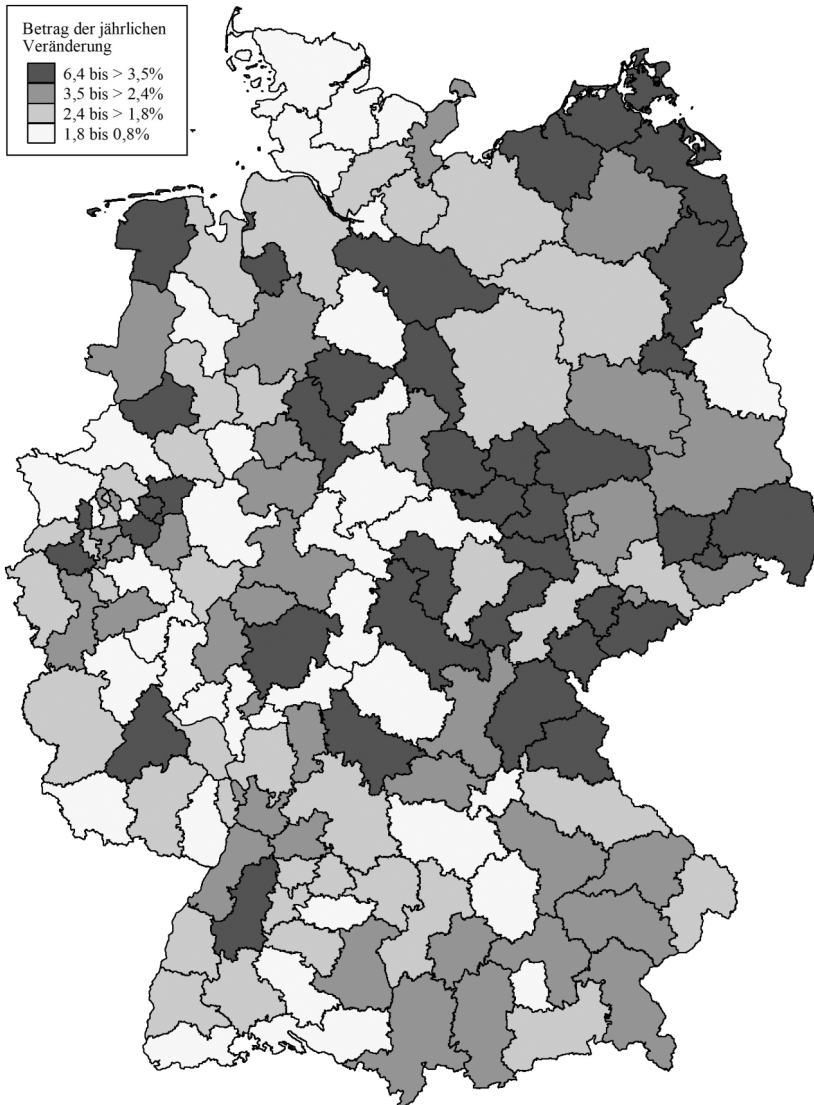 Betrag der jährlichen
Veränderung
6,4 bis > 3,5%
3,5 bis > 2,4%
2,4 bis > 1,8%
1,8 bis 0,8%